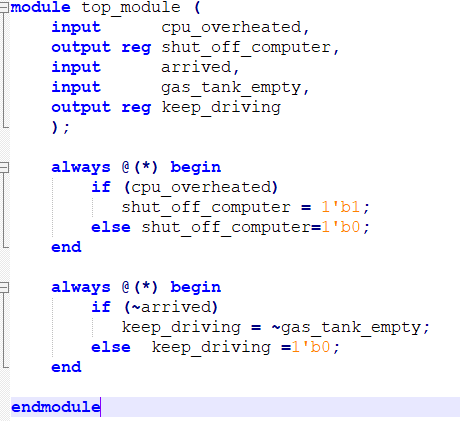 module top_module (
    input      cpu_overheated,
    output reg shut_off_computer,
    input      arrived,
    input      gas_tank_empty,
    output reg keep_driving
    );

    always @(*) begin
        if (cpu_overheated)
           shut_off_computer = 1'b1;
        else shut_off_computer=1'b0;
    end

    always @(*) begin
        if (~arrived)
           keep_driving = ~gas_tank_empty;
        else  keep_driving =1'b0;
    end

endmodule